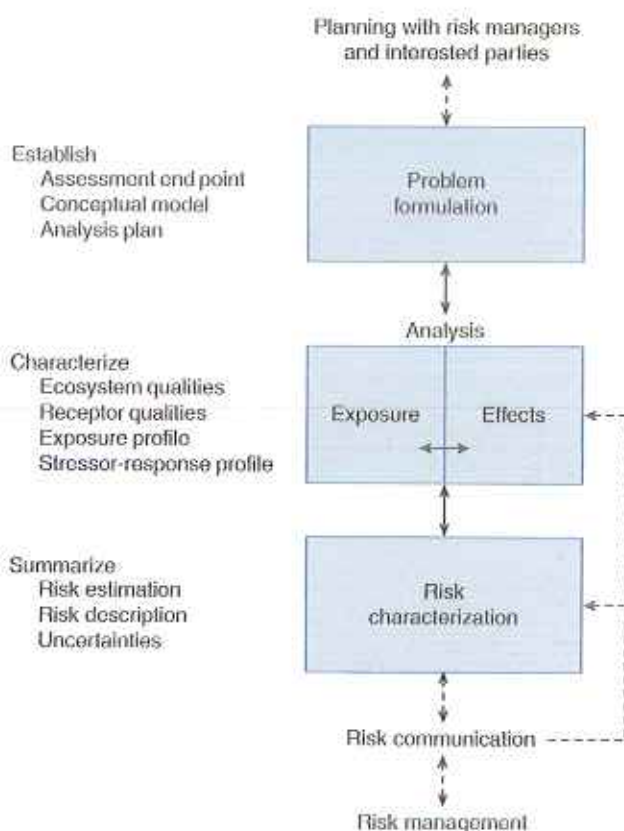 Planning with risk managers
and interested parties
Establish
Assessment end point
Conceptual model
Analysis plan
Problem
formulation
Analysis
Characterize
Ecosystem qualities
Receptor qualities
Exposure profile
Stressor-response profile
Exposure
Effects
Summarize
Risk estimation
Risk description
Uncertainties
Risk
characterization
Risk communication
Risk management